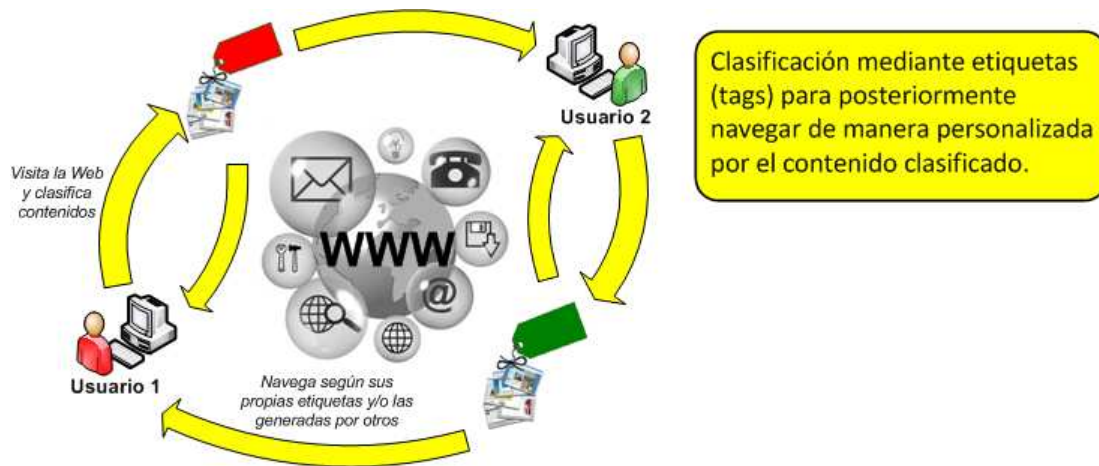 Usuario 2
Clasificación mediante etiquetas
(tags) para posteriormente
navegar de manera personalizada
por el contenido clasificado.
Visita la Web
y clasifica
contenidos
WWW
@
Usuario 1
Navega según sus
propias etiquetas y/o las
generadas por otros